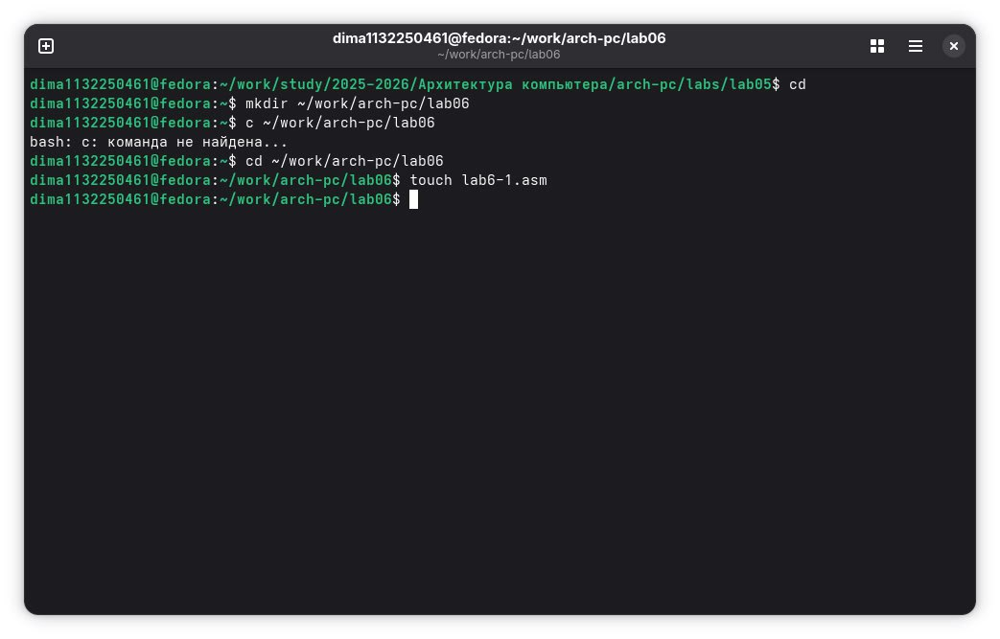 dima1132250461@fedora:~/work/arch-pc/lab06
~/work/arch-pc/lab06
dima1132250461@fedora:~/work/study/2025-2026/Архитектура компьютера/arch-pc/labs/lab05$ cd
dima1132250461@fedora:~$ mkdir ~/work/arch-pc/lab06
dima1132250461@fedora:~$ c ~/work/arch-pc/lab06
bash: c: команда не найдена...
dima1132250461@fedora:~$ cd ~/work/arch-pc/lab06
dima1132250461@fedora:~/work/arch-pc/lab06$ touch lab6-1.asm
dima1132250461@fedora:~/work/arch-pc/lab06$